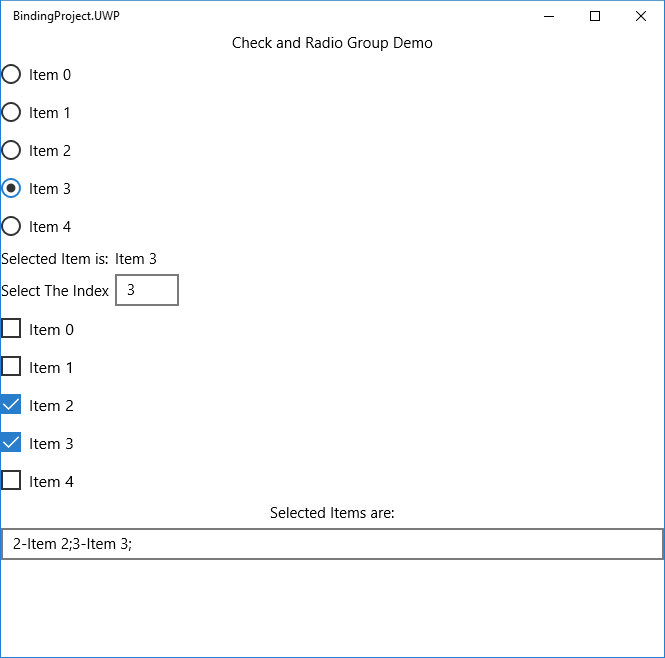 BindingProject.UWP
Check and Radio Group Demo
Item 0
Item 1
Item 2
Item 3
Item 4
Selected Item is: Item 3
Select The Index 3
Item 0
Item 1
Item 2
Item 3
Item 4
Selected Items are:
2-Item 2;3-Item 3;